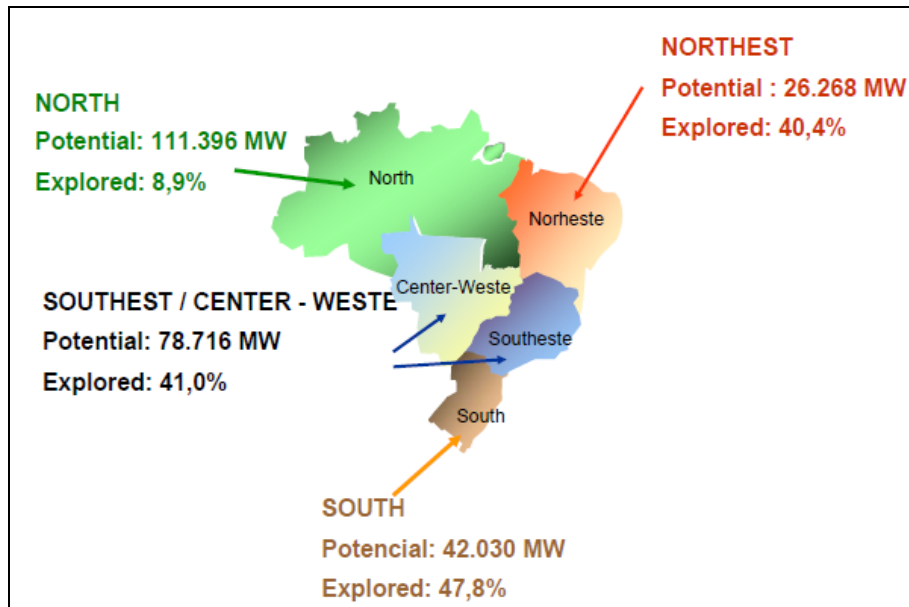 NORTHEST
Potential : 26.268 MW
Explored: 40,4%
NORTH
Potential: 111.396 MW
Explored: 8,9%
North
Norheste
Center-Weste
SOUTHEST / CENTER - WESTE
Potential: 78.716 MW
Explored: 41,0%
Southeste
South
SOUTH
Potencial: 42.030 MW
Explored: 47,8%